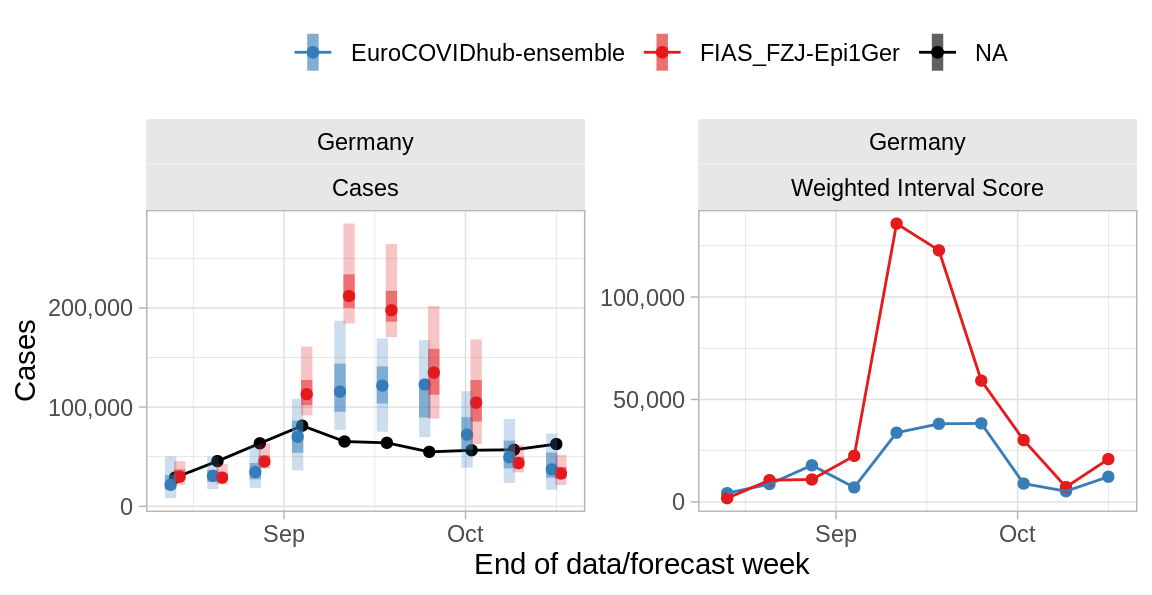 EuroCOVIDhub-ensemble FIAS_FZJ-Epi1Ger NA
Germany
Cases
Cases
200,000
100,000
0
Sep Oct
Germany
Weighted Interval Score
100,000
50,000
0
Sep Oct
End of data/forecast week